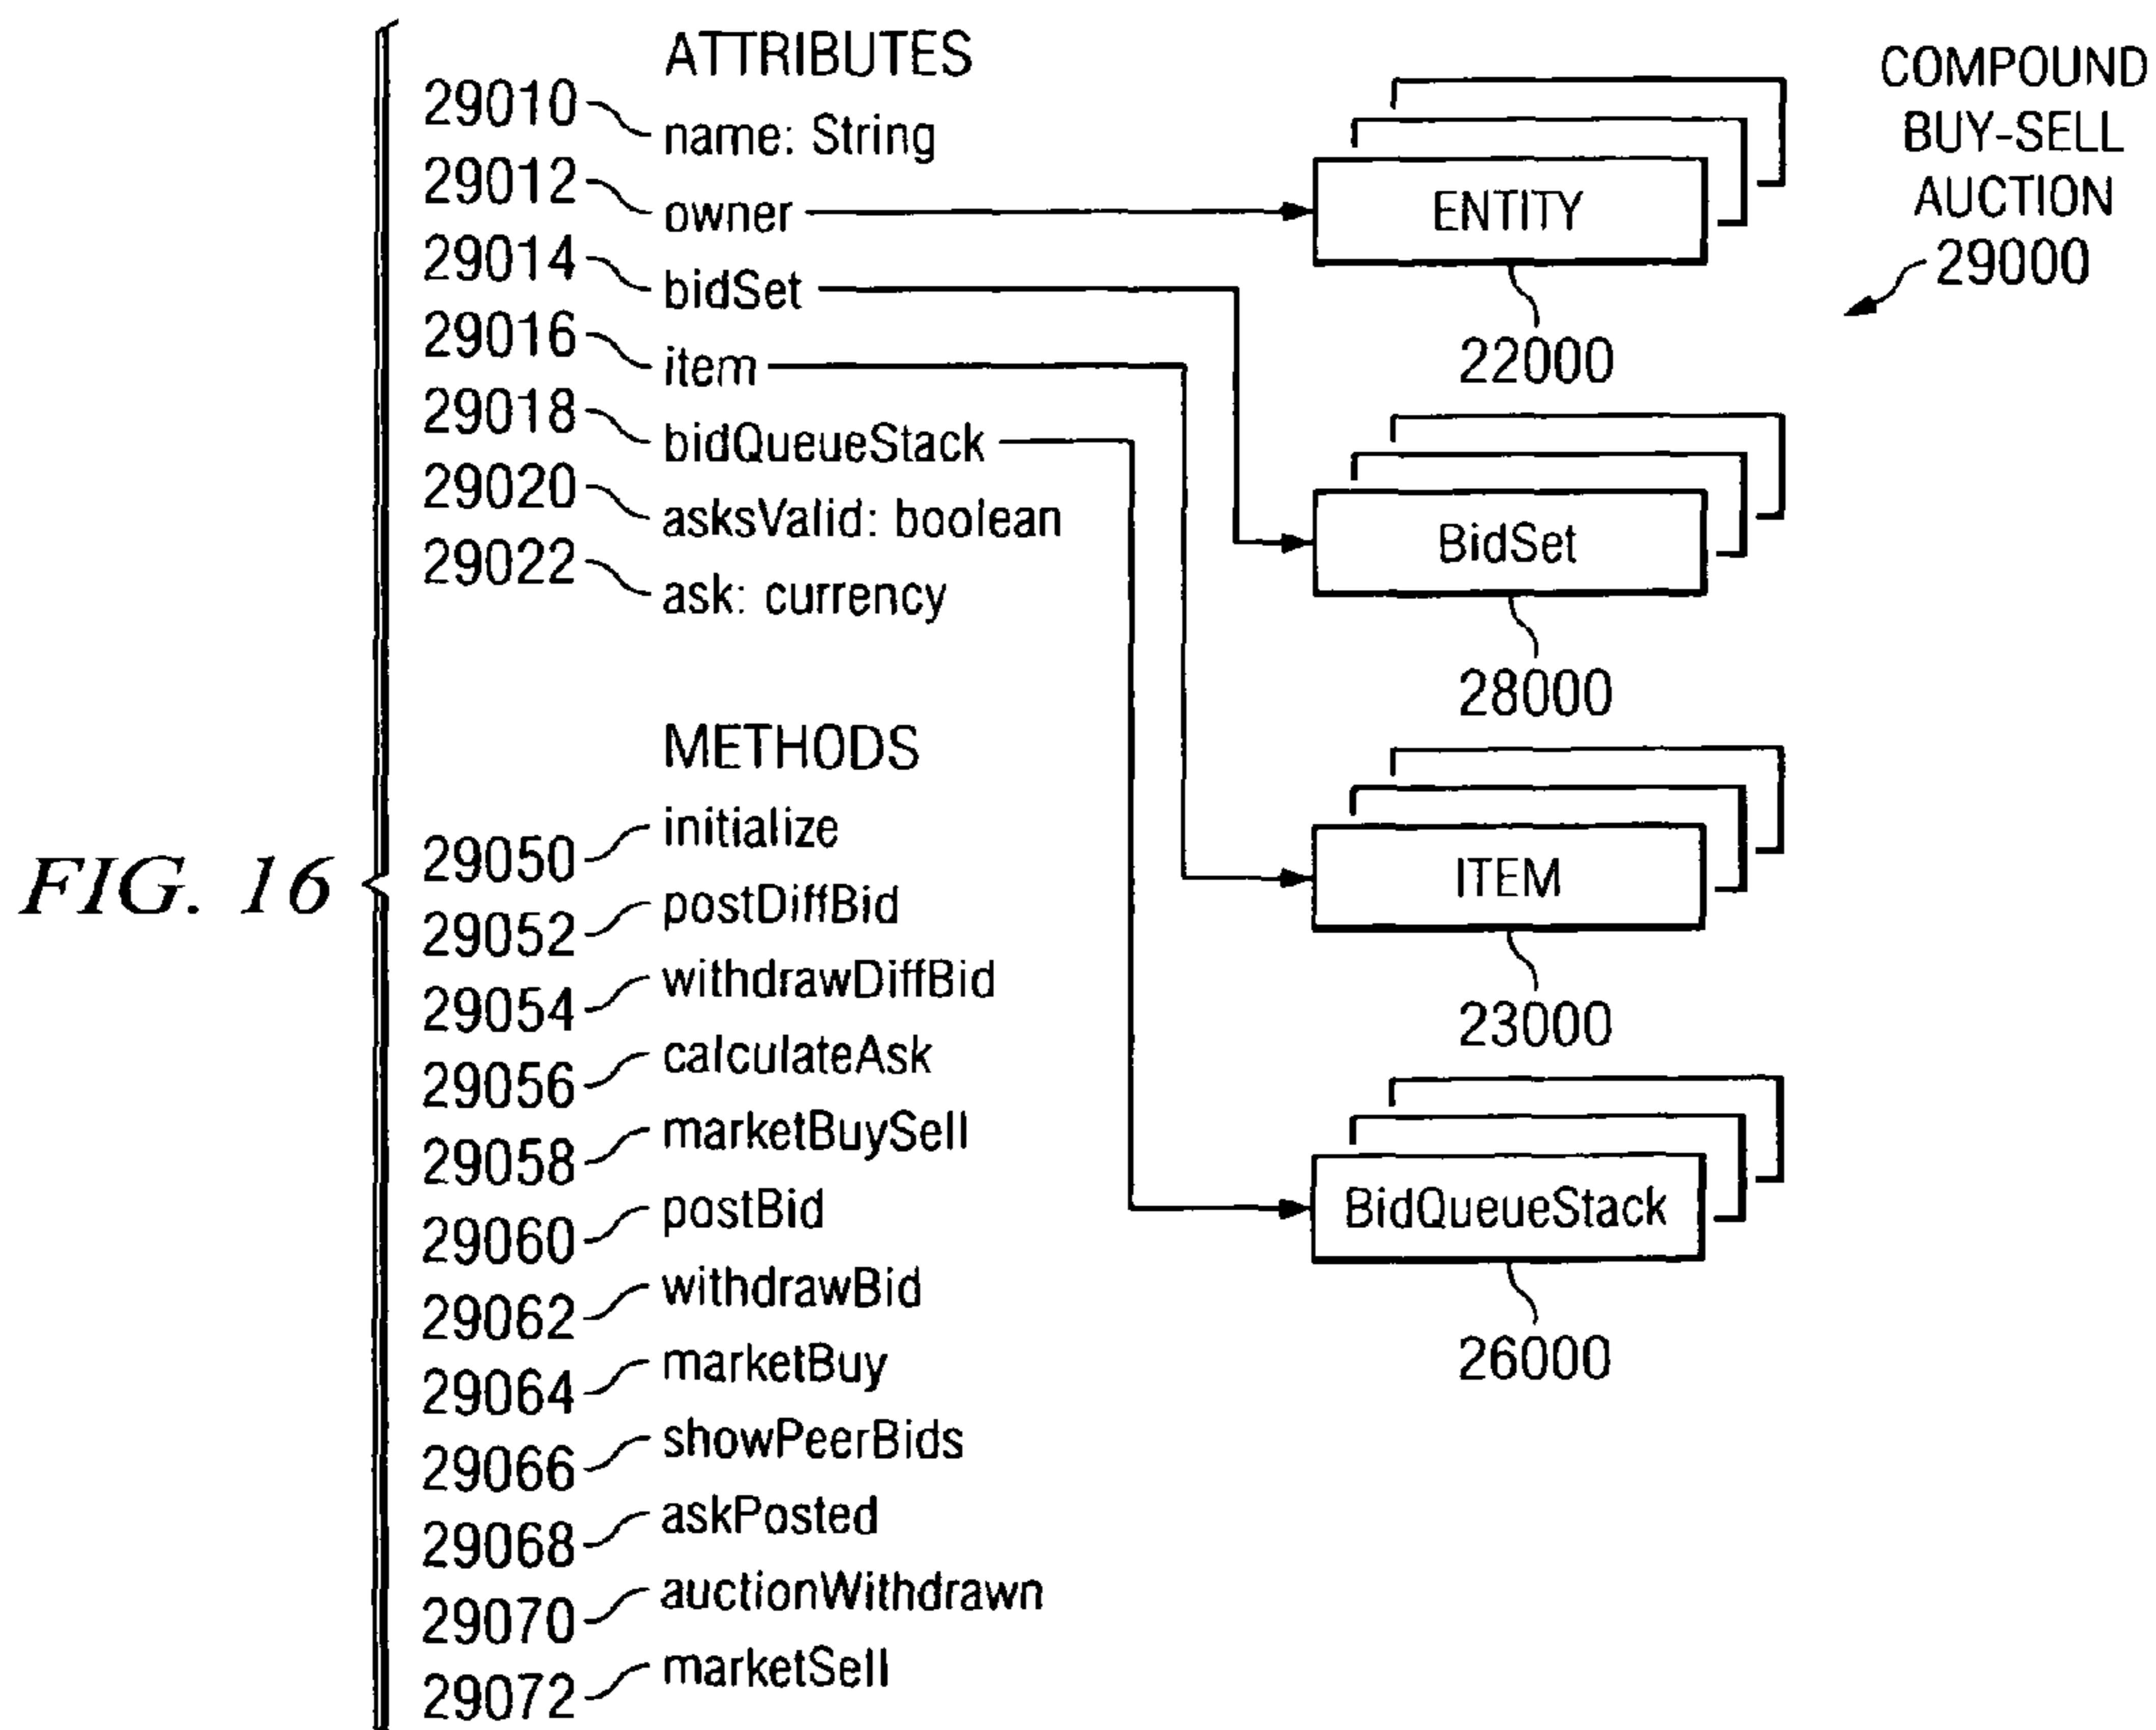 ATTRIBUTES
29010 name: String
29012 owner
29014 bidSet
29016 item
29018 bidQueueStack
29020 asksValid: boolean
29022 ask: currency
METHODS
29050 initialize
29052 postDiffBid
29054 withdrawDiffBid
29056 calculateAsk
29058 marketBuySell
29060 postBid
29062 withdrawBid
29064 marketBuy
29066 showPeerBids
29068 askPosted
29070 auctionWithdrawn
29072 marketSell
FIG. 16
ENTITY
22000
BidSet
28000
ITEM
23000
BidQueueStack
26000
COMPOUND
BUY-SELL
AUCTION
29000